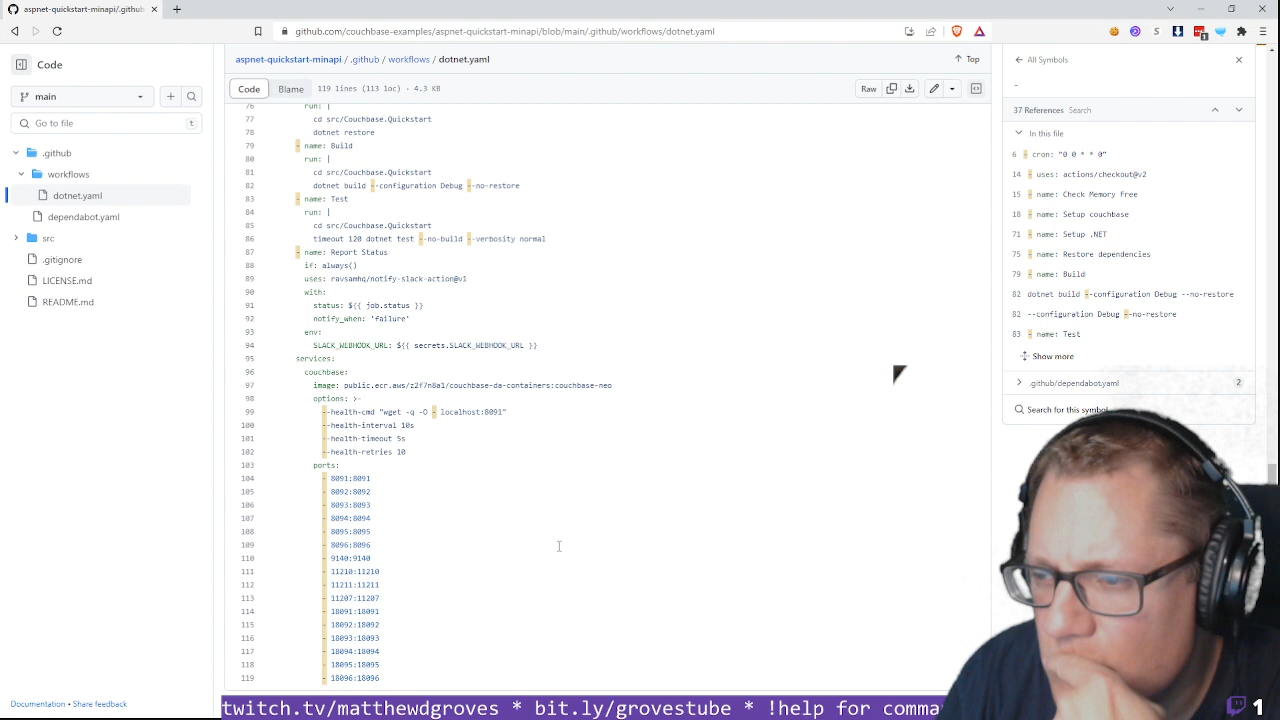 aspnet-quickstart-minapi/.github
github.com/couchbase-examples/aspnet-quickstart-minapi/blob/main/.github/workflows/dotnet.yaml
Code
main
Go to file
t
.github
workflows
dotnet.yaml
dependabot.yaml
src
.gitignore
LICENSE.md
README.md
Documentation • Share feedback
aspnet-quickstart-minapi / .github / workflows / dotnet.yaml
Top
Code Blame 119 lines (113 loc) · 4.3 KB
Raw
76 run: |
77 cd src/Couchbase.Quickstart
78 dotnet restore
79 - name: Build
80 run: |
81 cd src/Couchbase.Quickstart
82 dotnet build --configuration Debug --no-restore
83 - name: Test
84 run: |
85 cd src/Couchbase.Quickstart
86 timeout 120 dotnet test --no-build --verbosity normal
87 - name: Report Status
88 if: always()
89 uses: ravsamhq/notify-slack-action@v1
90 with:
91 status: ${{ job.status }}
92 notify_when: 'failure'
93 env:
94 SLACK_WEBHOOK_URL: ${{ secrets.SLACK_WEBHOOK_URL }}
95 services:
96 couchbase:
97 image: public.ecr.aws/z2f7n8a1/couchbase-da-containers:couchbase-neo
98 options: >-
99 --health-cmd "wget -q -O - localhost:8091"
100 --health-interval 10s
101 --health-timeout 5s
102 --health-retries 10
103 ports:
104 - 8091:8091
105 - 8092:8092
106 - 8093:8093
107 - 8094:8094
108 - 8095:8095
109 - 8096:8096
110 - 9140:9140
111 - 11210:11210
112 - 11211:11211
113 - 11207:11207
114 - 18091:18091
115 - 18092:18092
116 - 18093:18093
117 - 18094:18094
118 - 18095:18095
119 - 18096:18096
All Symbols
-
37 References Search
In this file
6 - cron: "0 0 * * 0"
14 - uses: actions/checkout@v2
15 - name: Check Memory Free
18 - name: Setup couchbase
71 - name: Setup .NET
75 - name: Restore dependencies
79 - name: Build
82 dotnet build --configuration Debug --no-restore
82 --configuration Debug --no-restore
83 - name: Test
Show more
.github/dependabot.yaml 2
Search for this symbol
twitch.tv/matthewdgroves * bit.ly/grovestube * !help for comma
1